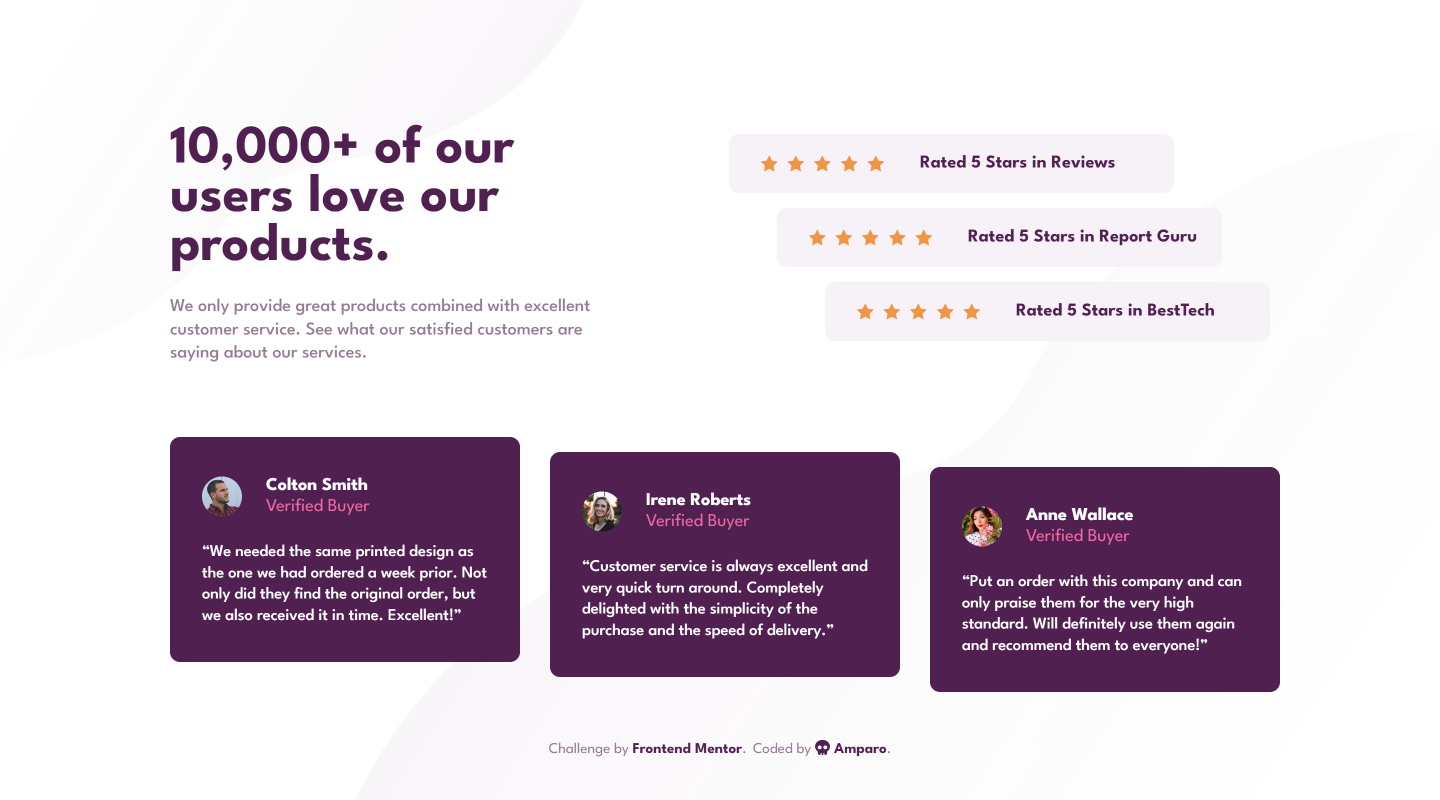 10,000+ of our
users love our
products.
We only provide great products combined with excellent
customer service. See what our satisfied customers are
saying about our services.
Rated 5 Stars in Reviews
Rated 5 Stars in Report Guru
Rated 5 Stars in BestTech
Colton Smith
Verified Buyer
“We needed the same printed design as
the one we had ordered a week prior. Not
only did they find the original order, but
we also received it in time. Excellent!”
Irene Roberts
Verified Buyer
“Customer service is always excellent and
very quick turn around. Completely
delighted with the simplicity of the
purchase and the speed of delivery.”
Anne Wallace
Verified Buyer
“Put an order with this company and can
only praise them for the very high
standard. Will definitely use them again
and recommend them to everyone!”
Challenge by Frontend Mentor. Coded by Amparo.